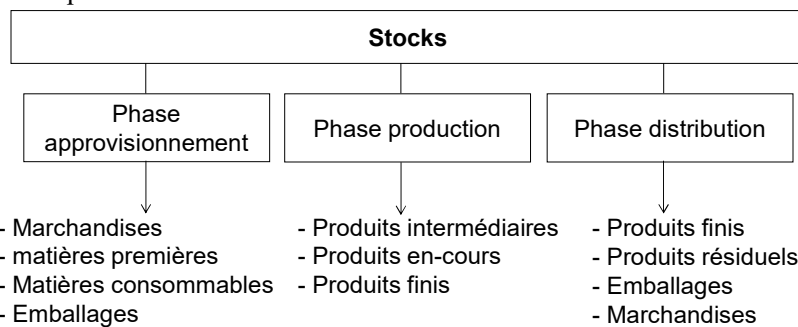 Stocks
Phase
approvisionnement
Phase production
Phase distribution
- Marchandises
- matières premières
- Matières consommables
- Emballages
- Produits intermédiaires
- Produits en-cours
- Produits finis
- Produits finis
- Produits résiduels
- Emballages
- Marchandises